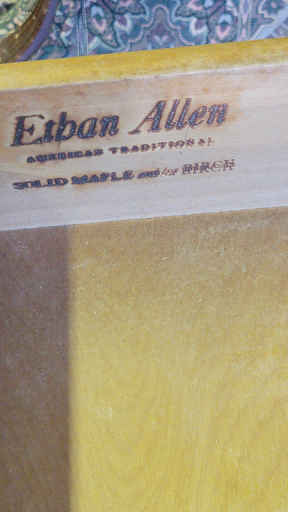 Ethan Allen
AMERICAN TRADITIONAL
SOLID MAPLE and/or BIRCH